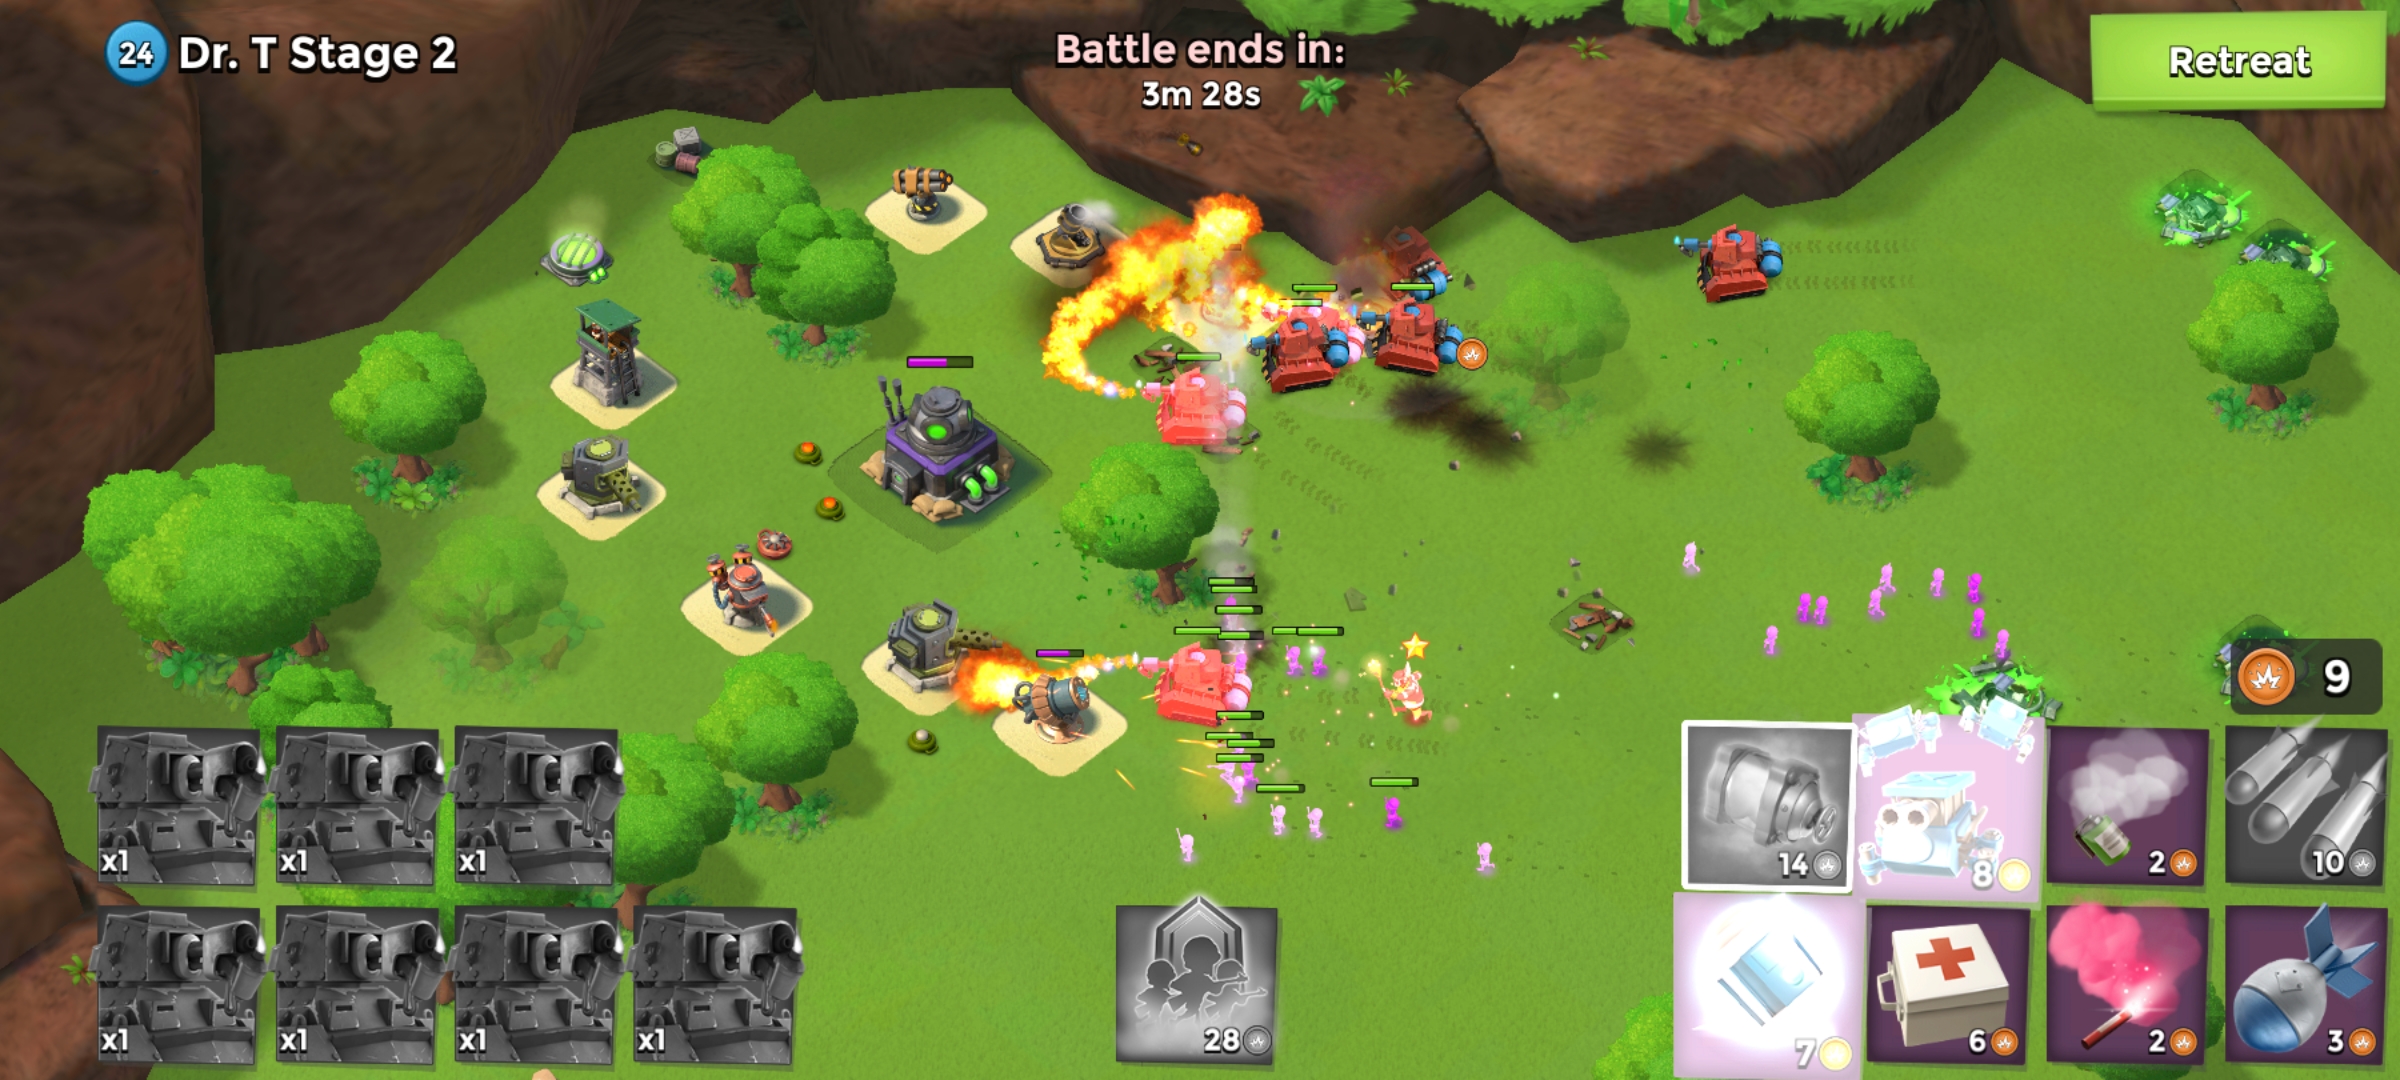 24 Dr. T Stage 2
Battle ends in:
3m 28s
Retreat
9
x1
x1
x1
14
8
2
10
x1
x1
x1
x1
28
7
6
2
3